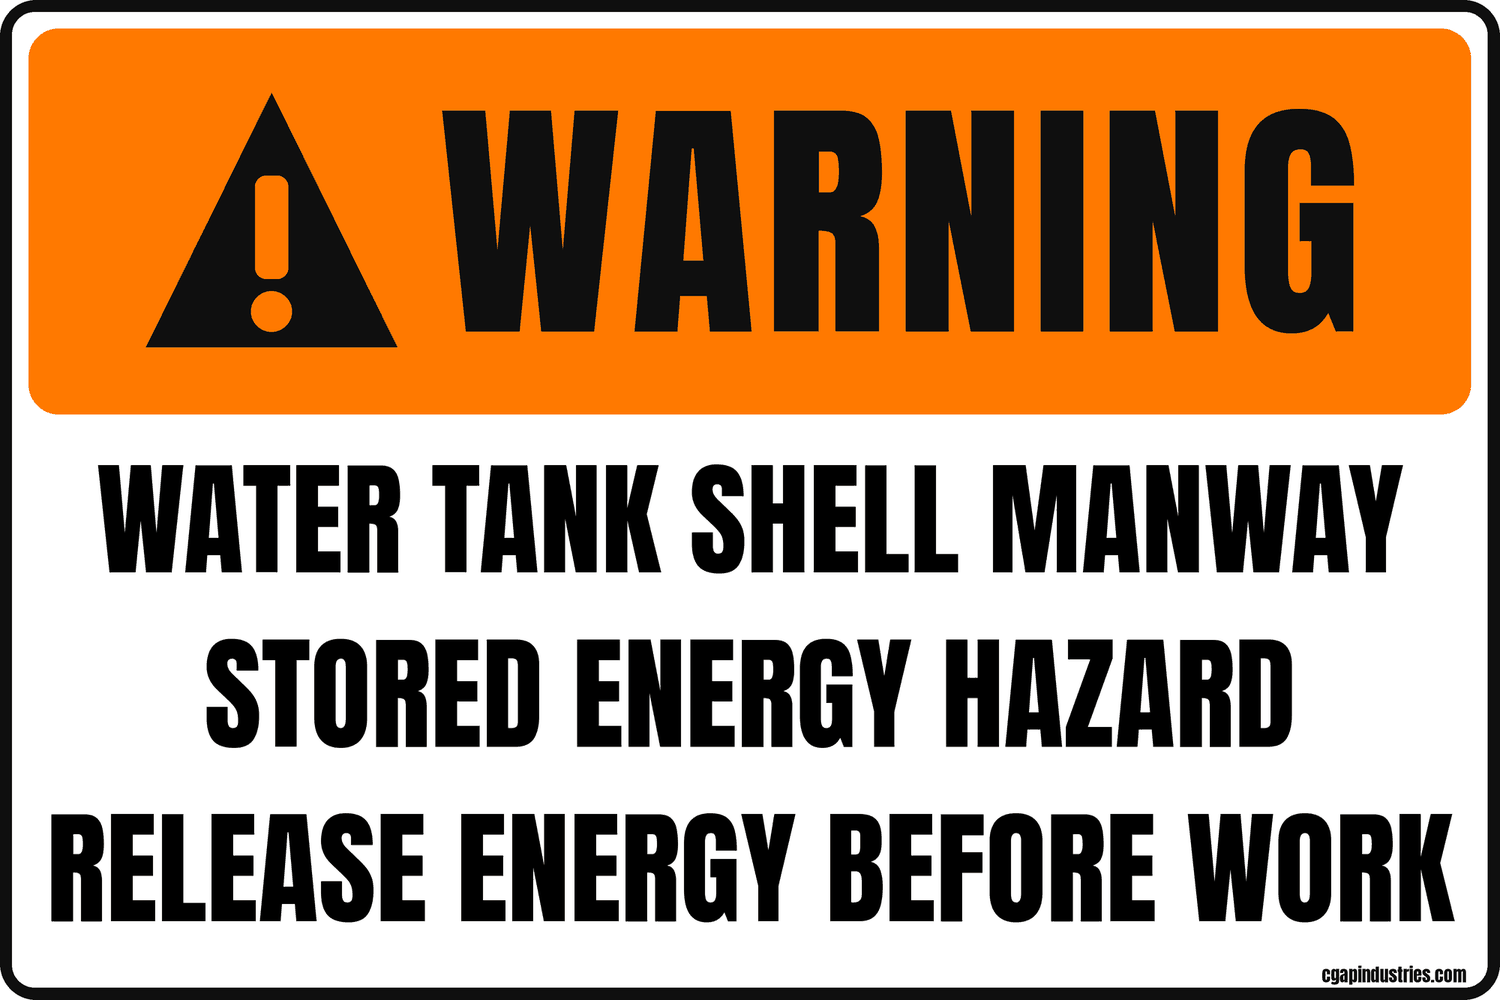 WARNING
WATER TANK SHELL MANWAY
STORED ENERGY HAZARD
RELEASE ENERGY BEFORE WORK
cgapindustries.com